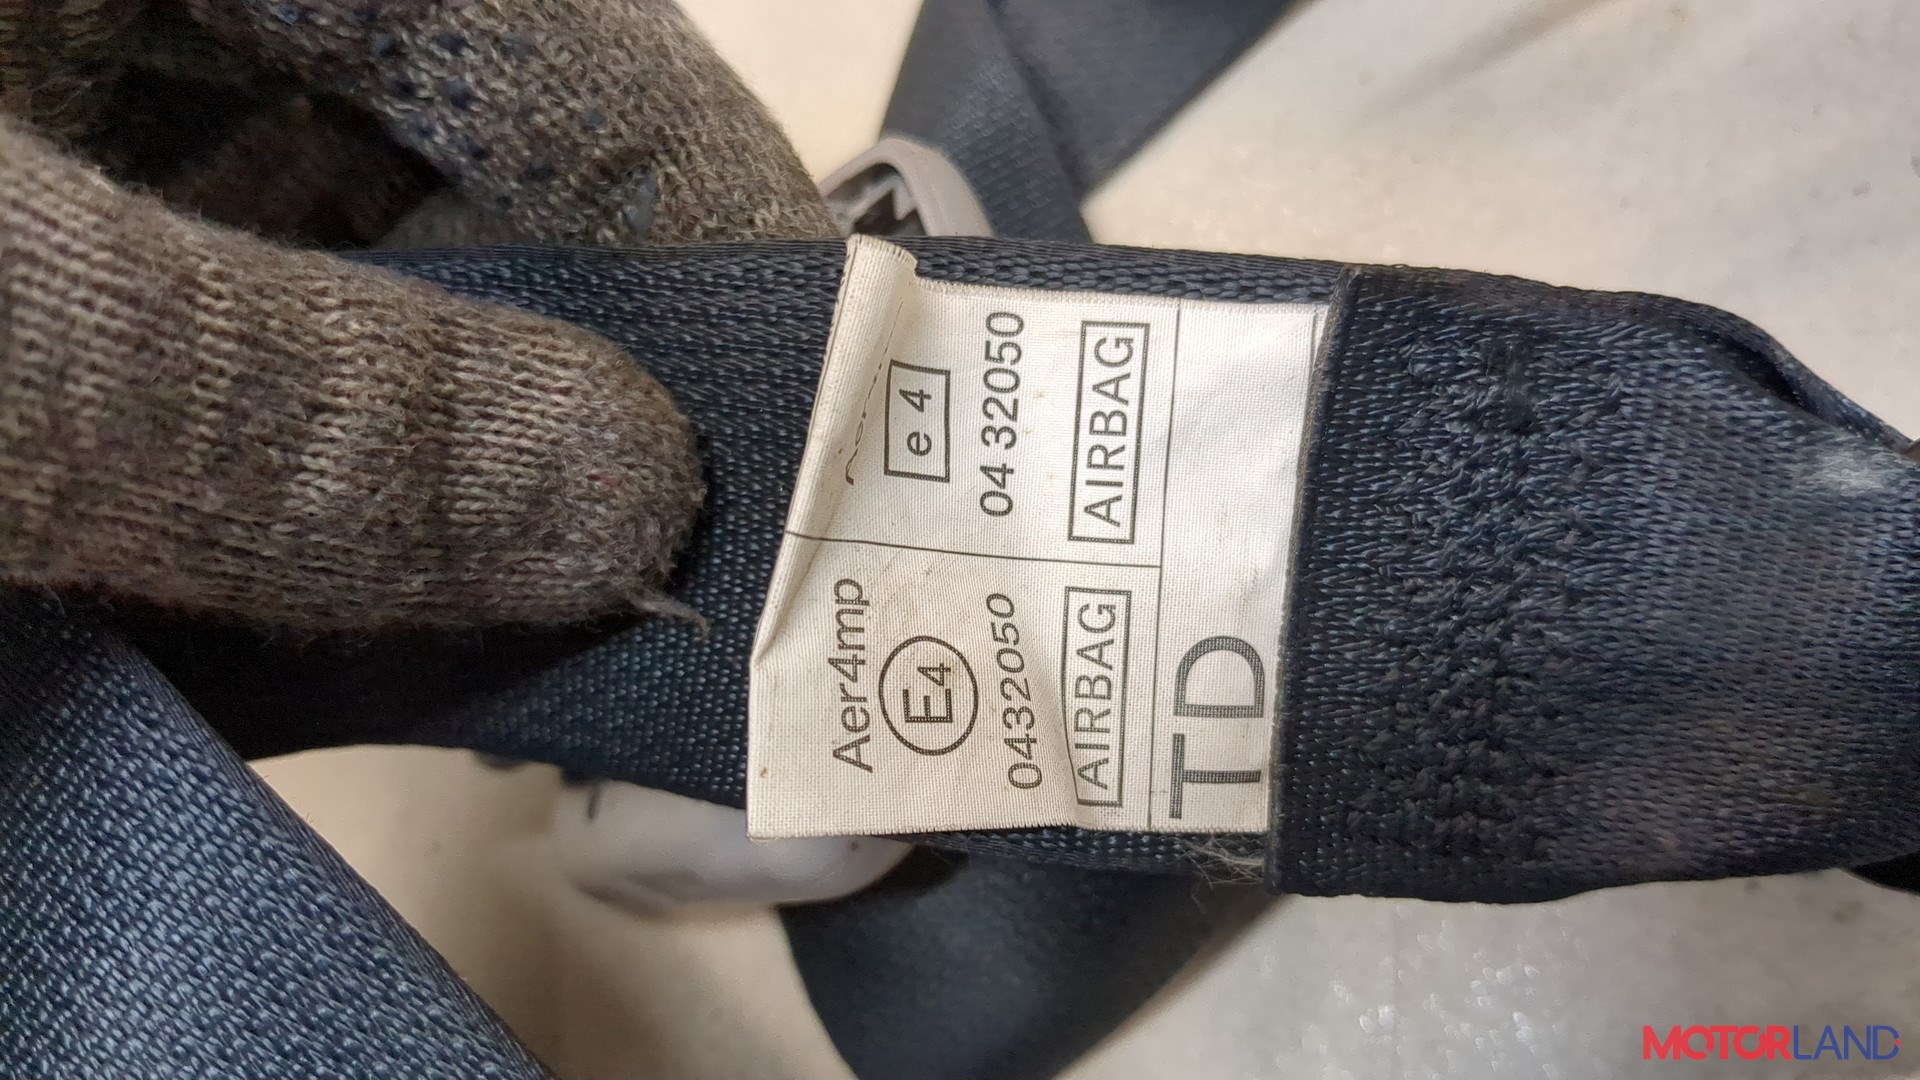 Aer4mp
E4
0432050
AIRBAG
e 4
04 32050
AIRBAG
TD
MOTORLAND